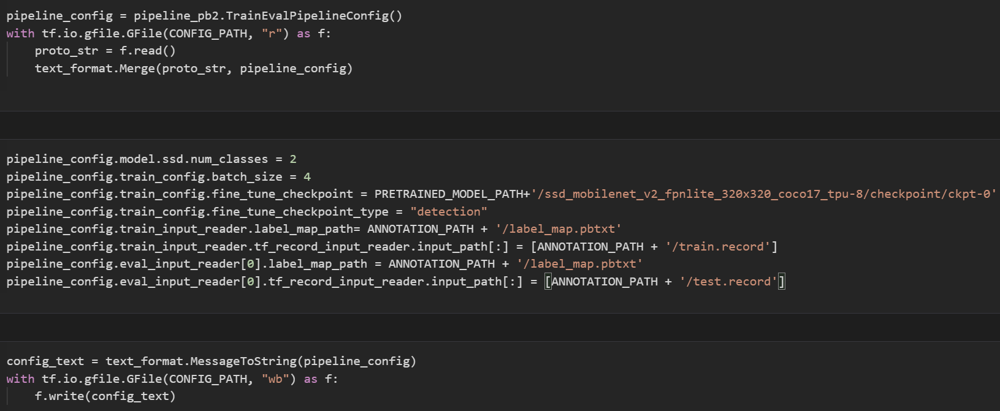 pipeline_config = pipeline_pb2.TrainEvalPipelineConfig()
with tf.io.gfile.GFile(CONFIG_PATH, "r") as f:
    proto_str = f.read()
    text_format.Merge(proto_str, pipeline_config)
pipeline_config.model.ssd.num_classes = 2
pipeline_config.train_config.batch_size = 4
pipeline_config.train_config.fine_tune_checkpoint = PRETRAINED_MODEL_PATH+'/ssd_mobilenet_v2_fpnlite_320x320_coco17_tpu-8/checkpoint/ckpt-0'
pipeline_config.train_config.fine_tune_checkpoint_type = "detection"
pipeline_config.train_input_reader.label_map_path= ANNOTATION_PATH + '/label_map.pbtxt'
pipeline_config.train_input_reader.tf_record_input_reader.input_path[:] = [ANNOTATION_PATH + '/train.record']
pipeline_config.eval_input_reader[0].label_map_path = ANNOTATION_PATH + '/label_map.pbtxt'
pipeline_config.eval_input_reader[0].tf_record_input_reader.input_path[:] = [ANNOTATION_PATH + '/test.record']
config_text = text_format.MessageToString(pipeline_config)
with tf.io.gfile.GFile(CONFIG_PATH, "wb") as f:
    f.write(config_text)